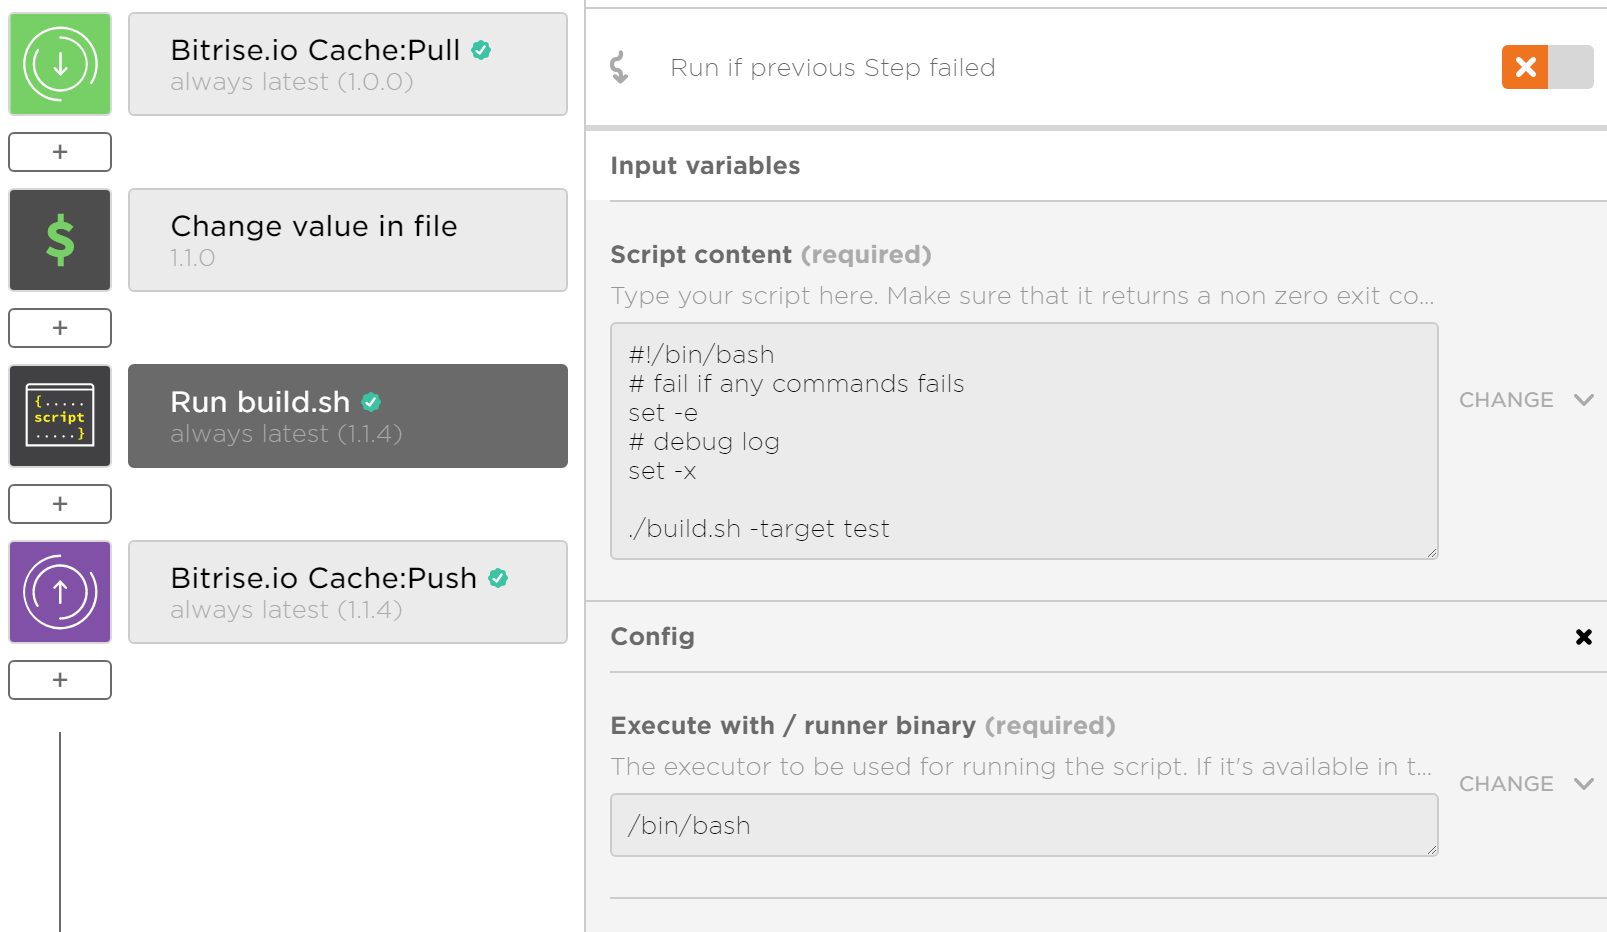 Bitrise.io Cache:Pull
always latest (1.0.0)
+
$
Change value in file
1.1.0
+
{.....
script
.....}
Run build.sh
always latest (1.1.4)
+
Bitrise.io Cache:Push
always latest (1.1.4)
+
Run if previous Step failed
Input variables
Script content (required)
Type your script here. Make sure that it returns a non zero exit co...
#!/bin/bash
# fail if any commands fails
set -e
# debug log
set -x
./build.sh -target test
CHANGE
Config
Execute with / runner binary (required)
The executor to be used for running the script. If it's available in t...
/bin/bash
CHANGE